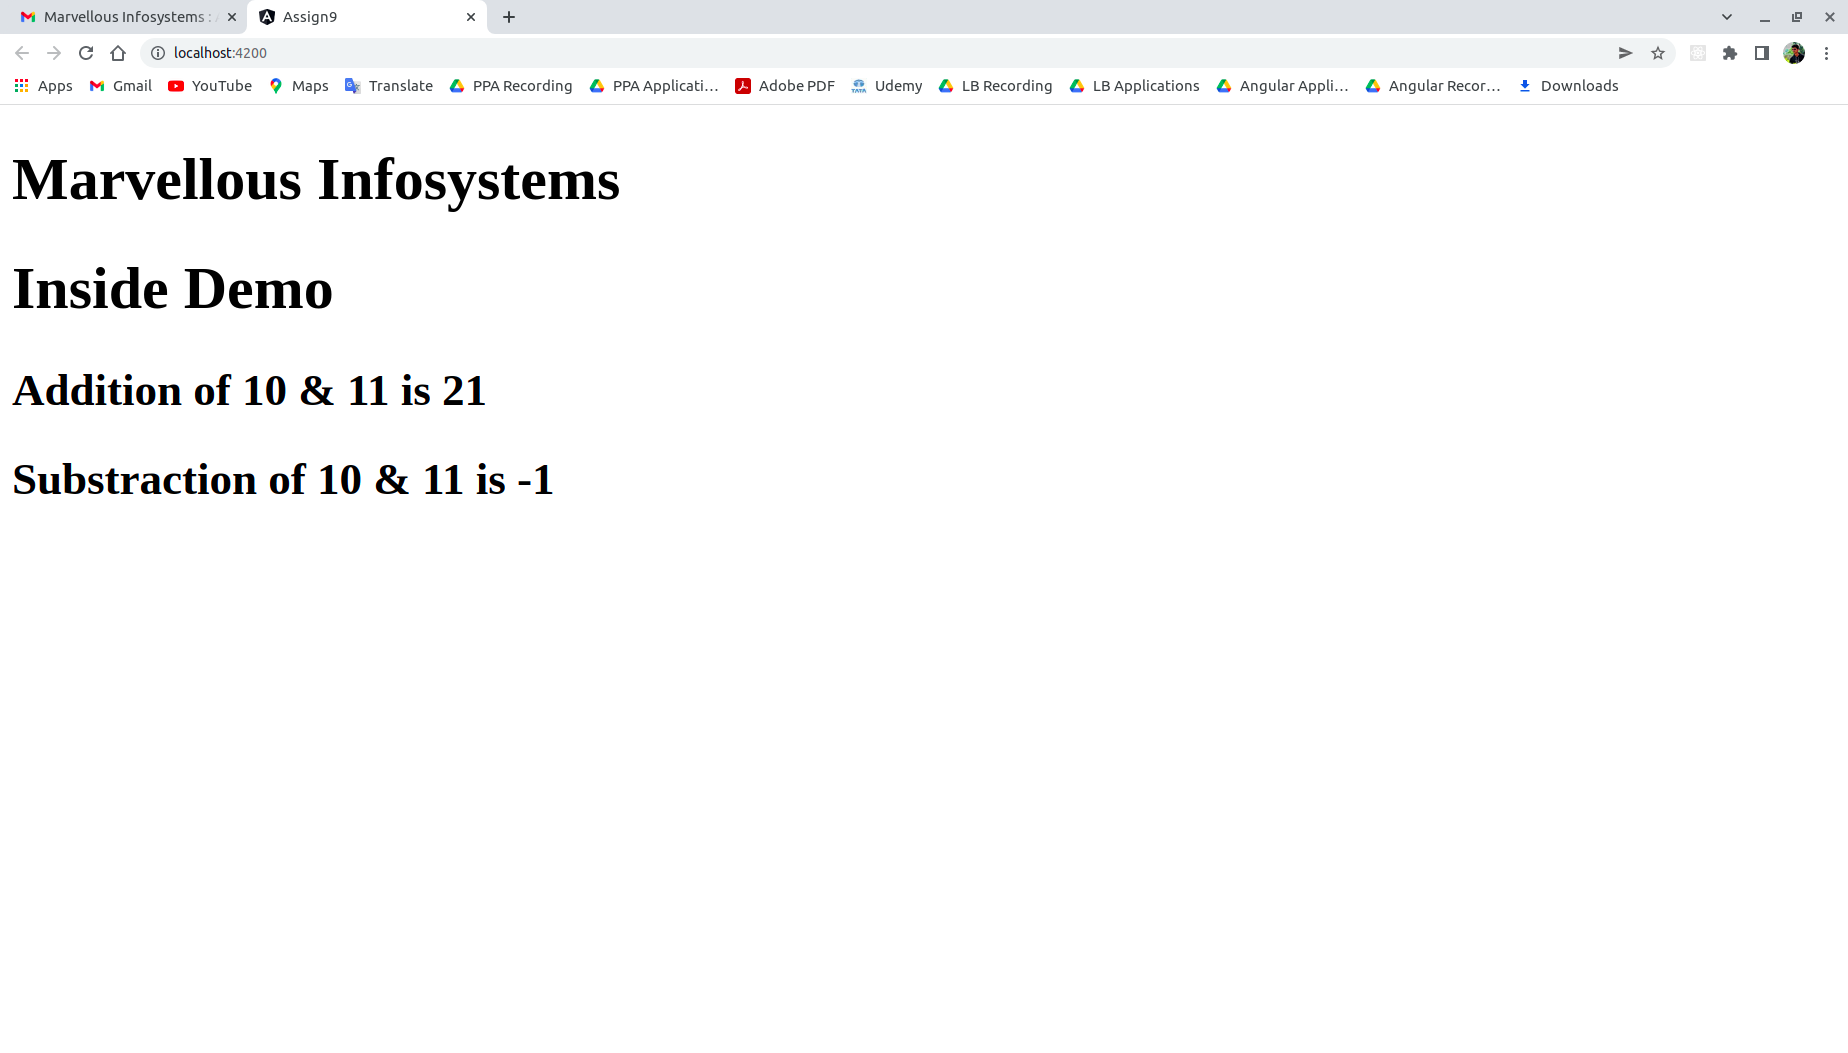 Marvellous Infosystems :
Assign9
localhost:4200
Apps Gmail YouTube Maps Translate PPA Recording PPA Applicati… Adobe PDF Udemy LB Recording LB Applications Angular Appli… Angular Recor… Downloads
Marvellous Infosystems
Inside Demo
Addition of 10 & 11 is 21
Substraction of 10 & 11 is -1